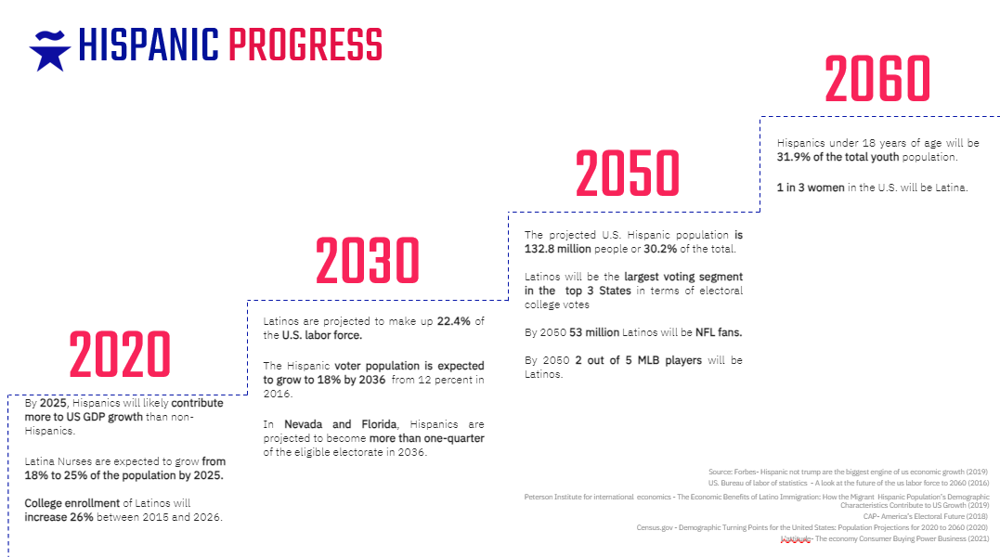 HISPANIC PROGRESS
2020
By 2025, Hispanics will likely contribute
more to US GDP growth than non-
Hispanics.
Latina Nurses are expected to grow from
18% to 25% of the population by 2025.
College enrollment of Latinos will
increase 26% between 2015 and 2026.
2030
Latinos are projected to make up 22.4% of
the U.S. labor force.
The Hispanic voter population is expected
to grow to 18% by 2036 from 12 percent in
2016.
In Nevada and Florida, Hispanics are
projected to become more than one-quarter
of the eligible electorate in 2036.
2050
The projected U.S. Hispanic population is
132.8 million people or 30.2% of the total.
Latinos will be the largest voting segment
in the top 3 States in terms of electoral
college votes
By 2050 53 million Latinos will be NFL fans.
By 2050 2 out of 5 MLB players will be
Latinos.
2060
Hispanics under 18 years of age will be
31.9% of the total youth population.
1 in 3 women in the U.S. will be Latina.
Source: Forbes- Hispanic not trump are the biggest engine of us economic growth (2019)
US. Bureau of labor of statistics - A look at the future of the us labor force to 2060 (2016)
Peterson Institute for international economics - The Economic Benefits of Latino Immigration: How the Migrant Hispanic Population's Demographic
Characteristics Contribute to US Growth (2019)
CAP- America's Electoral Future (2018)
Census.gov - Demographic Turning Points for the United States: Population Projections for 2020 to 2060 (2020)
- The economy Consumer Buying Power Business (2021)